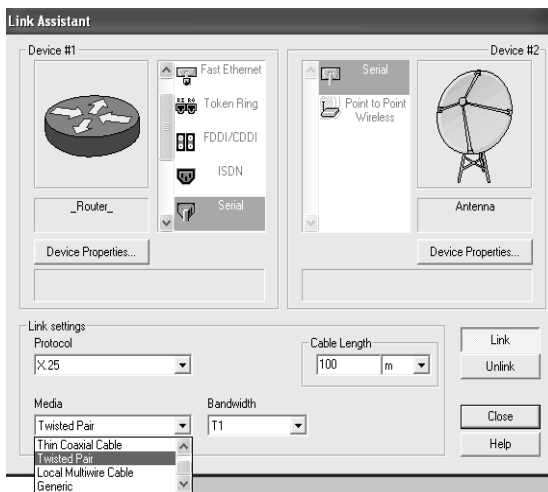 Link Assistant
Device #1
Fast Ethernet
RI RO
Token Ring
FDDI/CDDI
ISDN
Serial
_Router_
Device Properties...
Device #2
Serial
Point to Point
Wireless
Antenna
Device Properties...
Link settings
Protocol
X.25
Cable Length
100 m
Media
Twisted Pair
Thin Coaxial Cable
Twisted Pair
Local Multiwire Cable
Generic
Bandwidth
T1
Link
Unlink
Close
Help